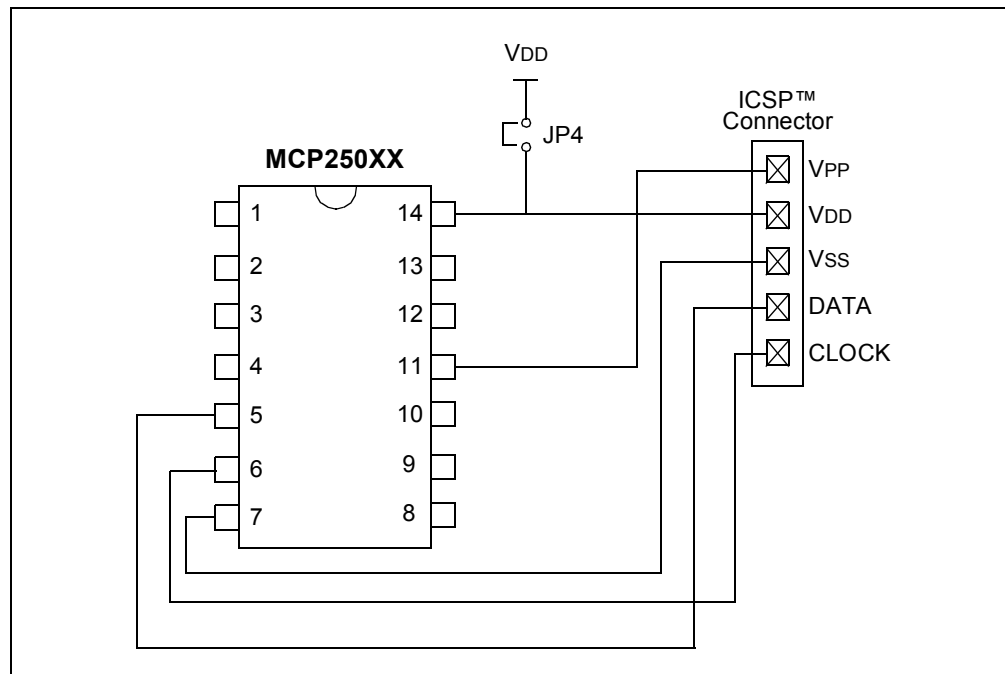 VDD
JP4
ICSP™
Connector
MCP250XX
VPP
VDD
VSS
DATA
CLOCK
1 14
2 13
3 12
4 11
5 10
6 9
7 8